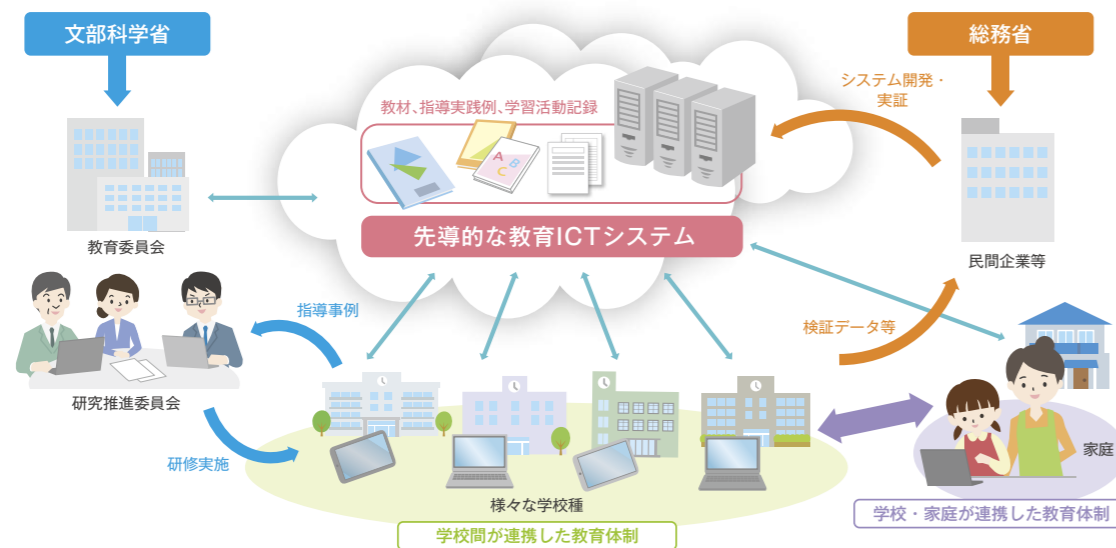 文部科学省
総務省
システム開発・
実証
教材、指導実践例、学習活動記録
A
B
C
先導的な教育ICTシステム
教育委員会
民間企業等
指導事例
検証データ等
研究推進委員会
研修実施
家庭
様々な学校種
学校・家庭が連携した教育体制
学校間が連携した教育体制